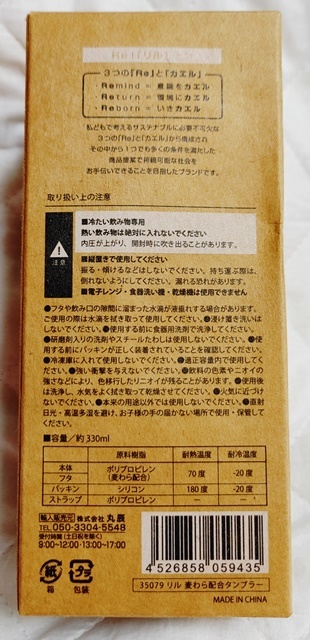 Re「リル」とは
3つの「Re」と「カエル」
・Remind = 意識をカエル
・Return = 環境にカエル
・Reborn = いきカエル
私どもで考えるサステナブルに必要不可欠な
3つの「Re」と「カエル」から構成され
その中から1つでも多くの条件を満たした
商品提案で持続可能な社会を
お手伝いできることを目指したブランドです。
取り扱い上の注意
注意
■冷たい飲み物専用
熱い飲み物は絶対に入れないでください
内圧が上がり、開封時に吹き出ることがあります。
■縦置きで使用してください
振る・傾けるなどはしないでください。持ち運ぶ際は、
倒れないようにしてください。漏れる恐れがあります。
■電子レンジ・食器洗い機・乾燥機は使用できません
●フタや飲み口の隙間に溜まった水滴が液垂れする場合があります。
ご使用の際は水滴を拭き取って使用してください。●浸け置き洗いは
しないでください。●使用する前に食器用洗剤で洗浄してください。
●研磨剤入りの洗剤やスチールたわしは使用しないでください。●使
用する前にパッキンが正しく装着されていることを確認してください。
●冷凍庫に入れて使用しないでください。●適正容量内で使用してく
ださい。●強い衝撃を与えないでください。●飲料の色素やニオイの
強さなどにより、色移行したりニオイが残ることがあります。●使用後
は洗浄し、水気をよく拭き取って乾燥させてください。●火気に近づけ
ないでください。●本来の用途以外では使用しないでください。●直射
日光・高温多湿を避け、お子様の手の届かない場所で使用・保管して
ください。
■容量／約330ml
原料樹脂 耐熱温度 耐冷温度
本体 フタ ポリプロピレン（麦わら配合） 70度 -20度
パッキン シリコン 180度 -20度
ストラップ ポリプロピレン － －
輸入販売元 株式会社 丸辰
TEL 050-3304-5548
受付時間（土日祝を除く）
9:00~12:00・13:00~17:00
紙 箱
プラ 包装
4 526858 059435
35079 リル 麦わら配合タンブラー
MADE IN CHINA